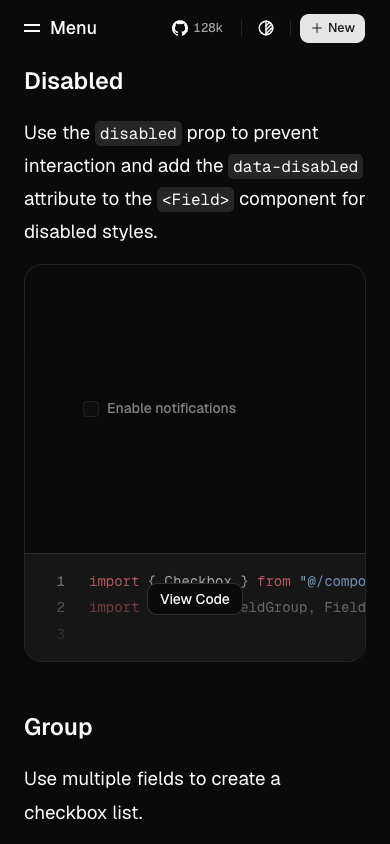 Menu 128k New
Disabled
Use the disabled prop to prevent
interaction and add the data-disabled
attribute to the <Field> component for
disabled styles.
Enable notifications
1 import { Checkbox } from "@/compo
2 import eldGroup, Field
View Code
3
Group
Use multiple fields to create a
checkbox list.